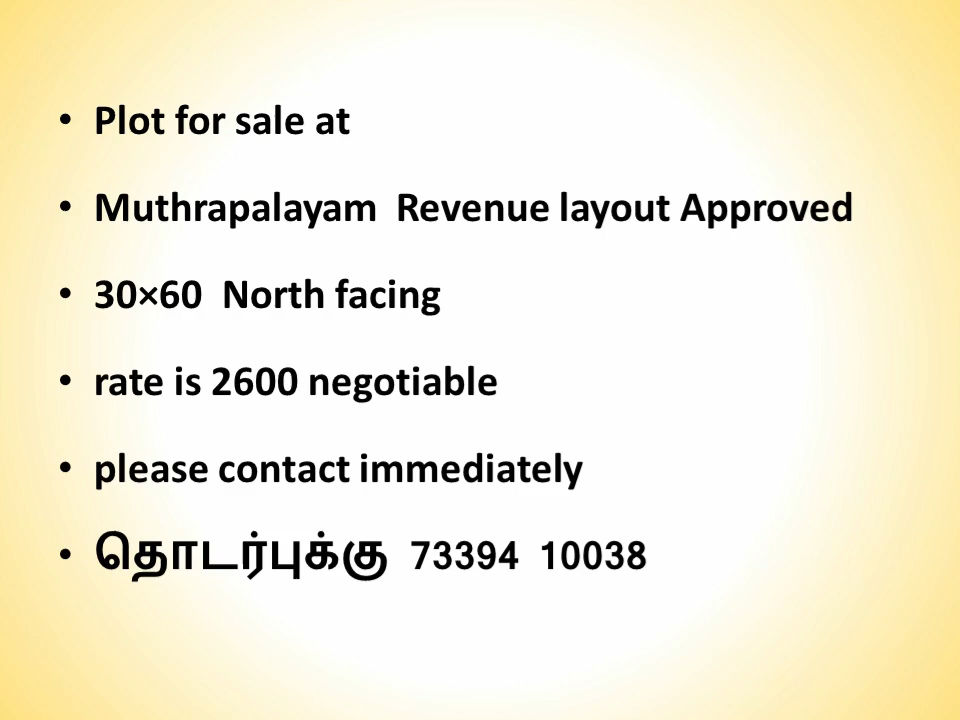 • Plot for sale at
• Muthrapalayam Revenue layout Approved
• 30×60 North facing
• rate is 2600 negotiable
• please contact immediately
• தொடர்புக்கு 73394 10038